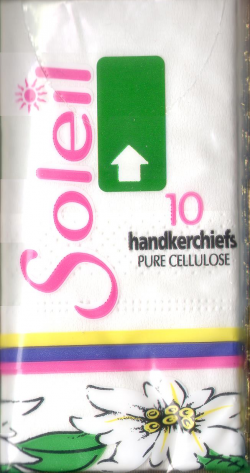 Soleil
10
handkerchiefs
PURE CELLULOSE